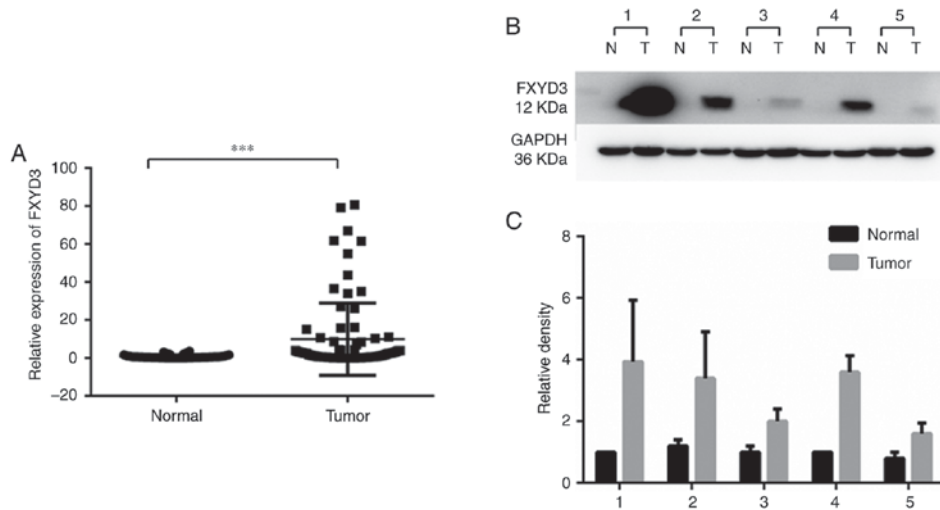 A
***
Relative expression of FXYD3
100
80
60
40
20
0
−20
Normal
Tumor
B
1 2 3 4 5
N T N T N T N T N T
FXYD3
12 KDa
GAPDH
36 KDa
C
Normal
Tumor
Relative density
8
6
4
2
0
1 2 3 4 5